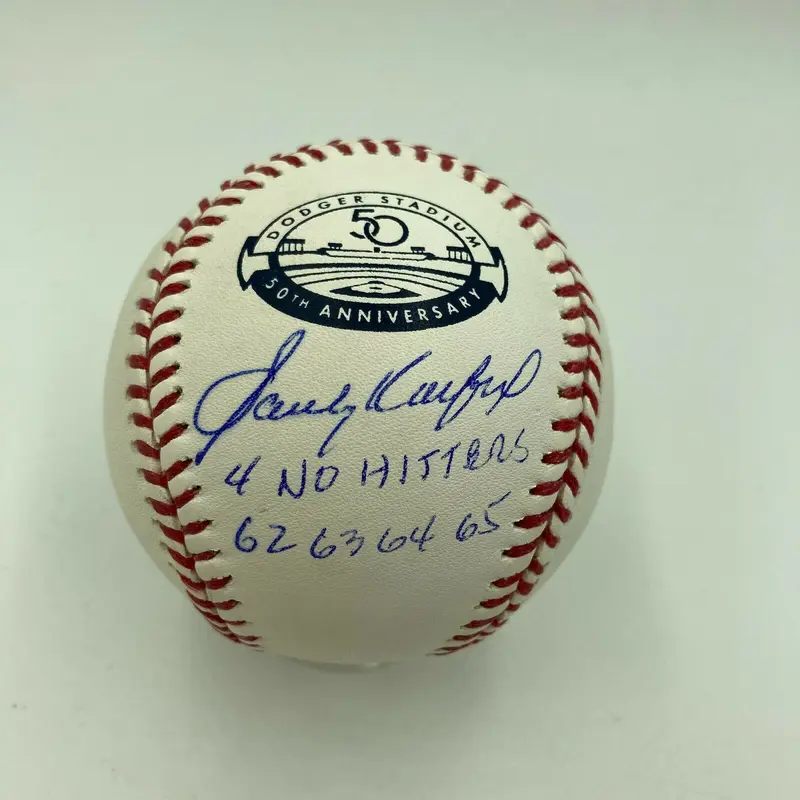 DODGER STADIUM
50
50TH ANNIVERSARY
Sandy Koufax
4 NO HITTERS
62 63 64 65